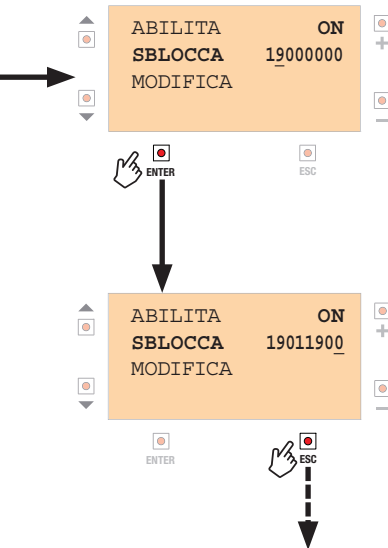 ABILITA ON
SBLOCCA 19000000
MODIFICA
+
−
ENTER ESC
ABILITA ON
SBLOCCA 19011900
MODIFICA
+
−
ENTER ESC